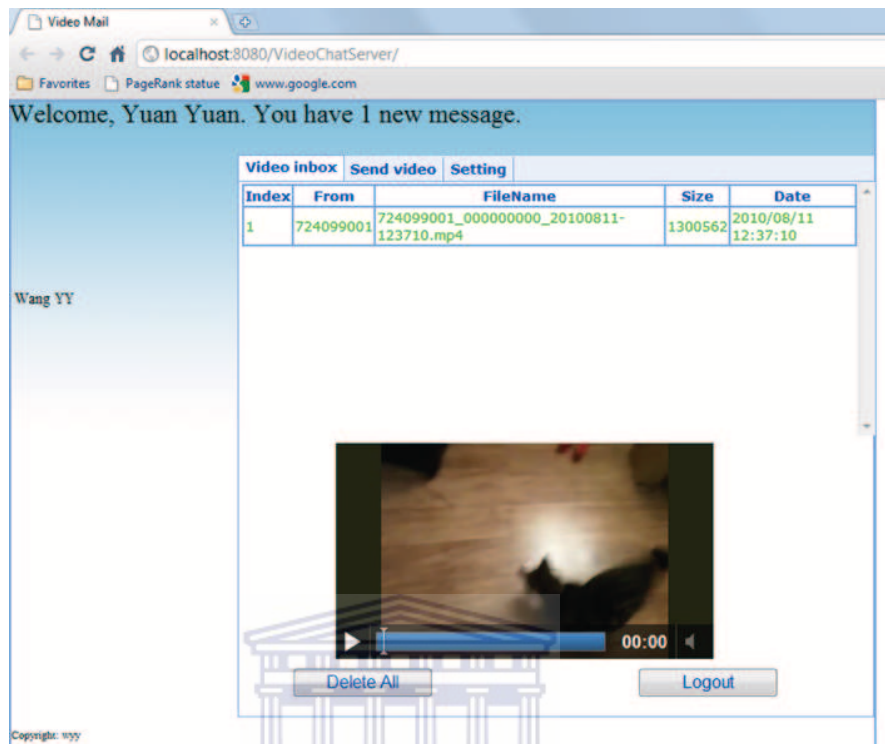 Video Mail
localhost:8080/VideoChatServer/
Favorites PageRank statue www.google.com
Welcome, Yuan Yuan. You have 1 new message.
Video inbox Send video Setting
Index From FileName Size Date
1 724099001 724099001_000000000_20100811-123710.mp4 1300562 2010/08/11 12:37:10
Wang YY
00:00
Delete All Logout
Copyright: wyy